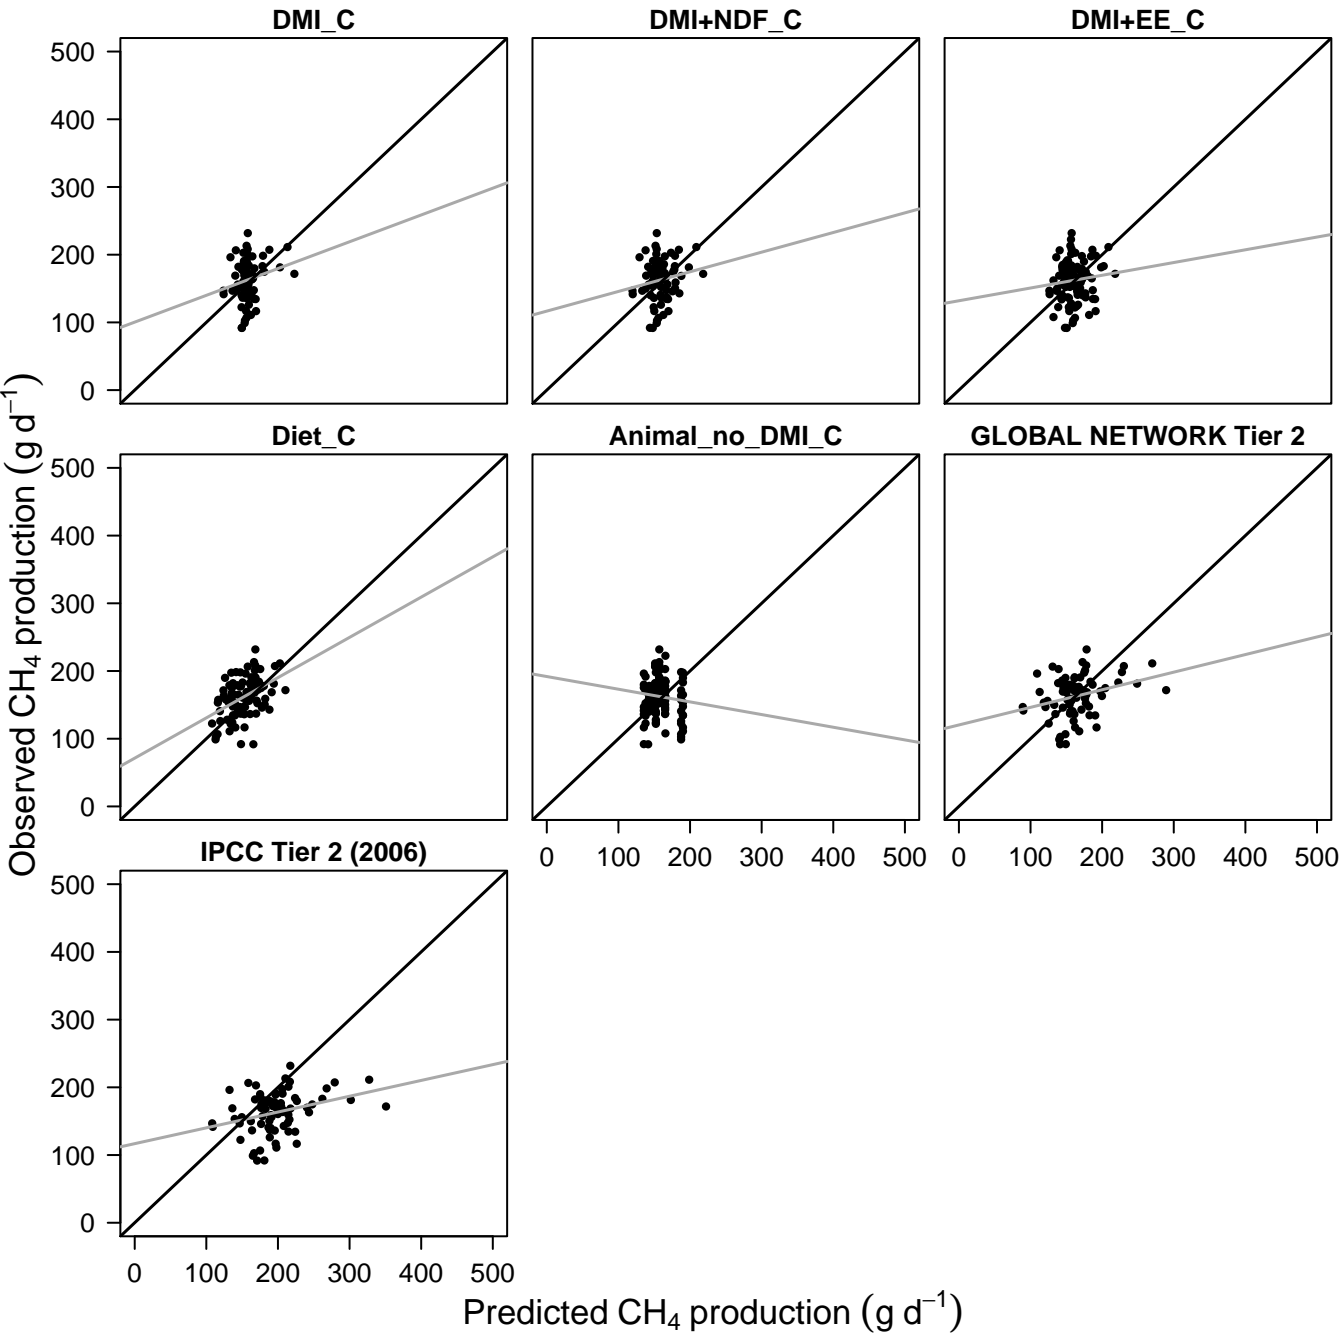 DMI_C DMI+NDF_C DMI+EE_C
500
400
300
200
100
0
Diet_C Animal_no_DMI_C GLOBAL NETWORK Tier 2
500
400
300
200
100
0
0 100 200 300 400 500 0 100 200 300 400 500
IPCC Tier 2 (2006)
500
400
300
200
100
0
0 100 200 300 400 500
Observed CH₄ production (g d⁻¹)
Predicted CH₄ production (g d⁻¹)